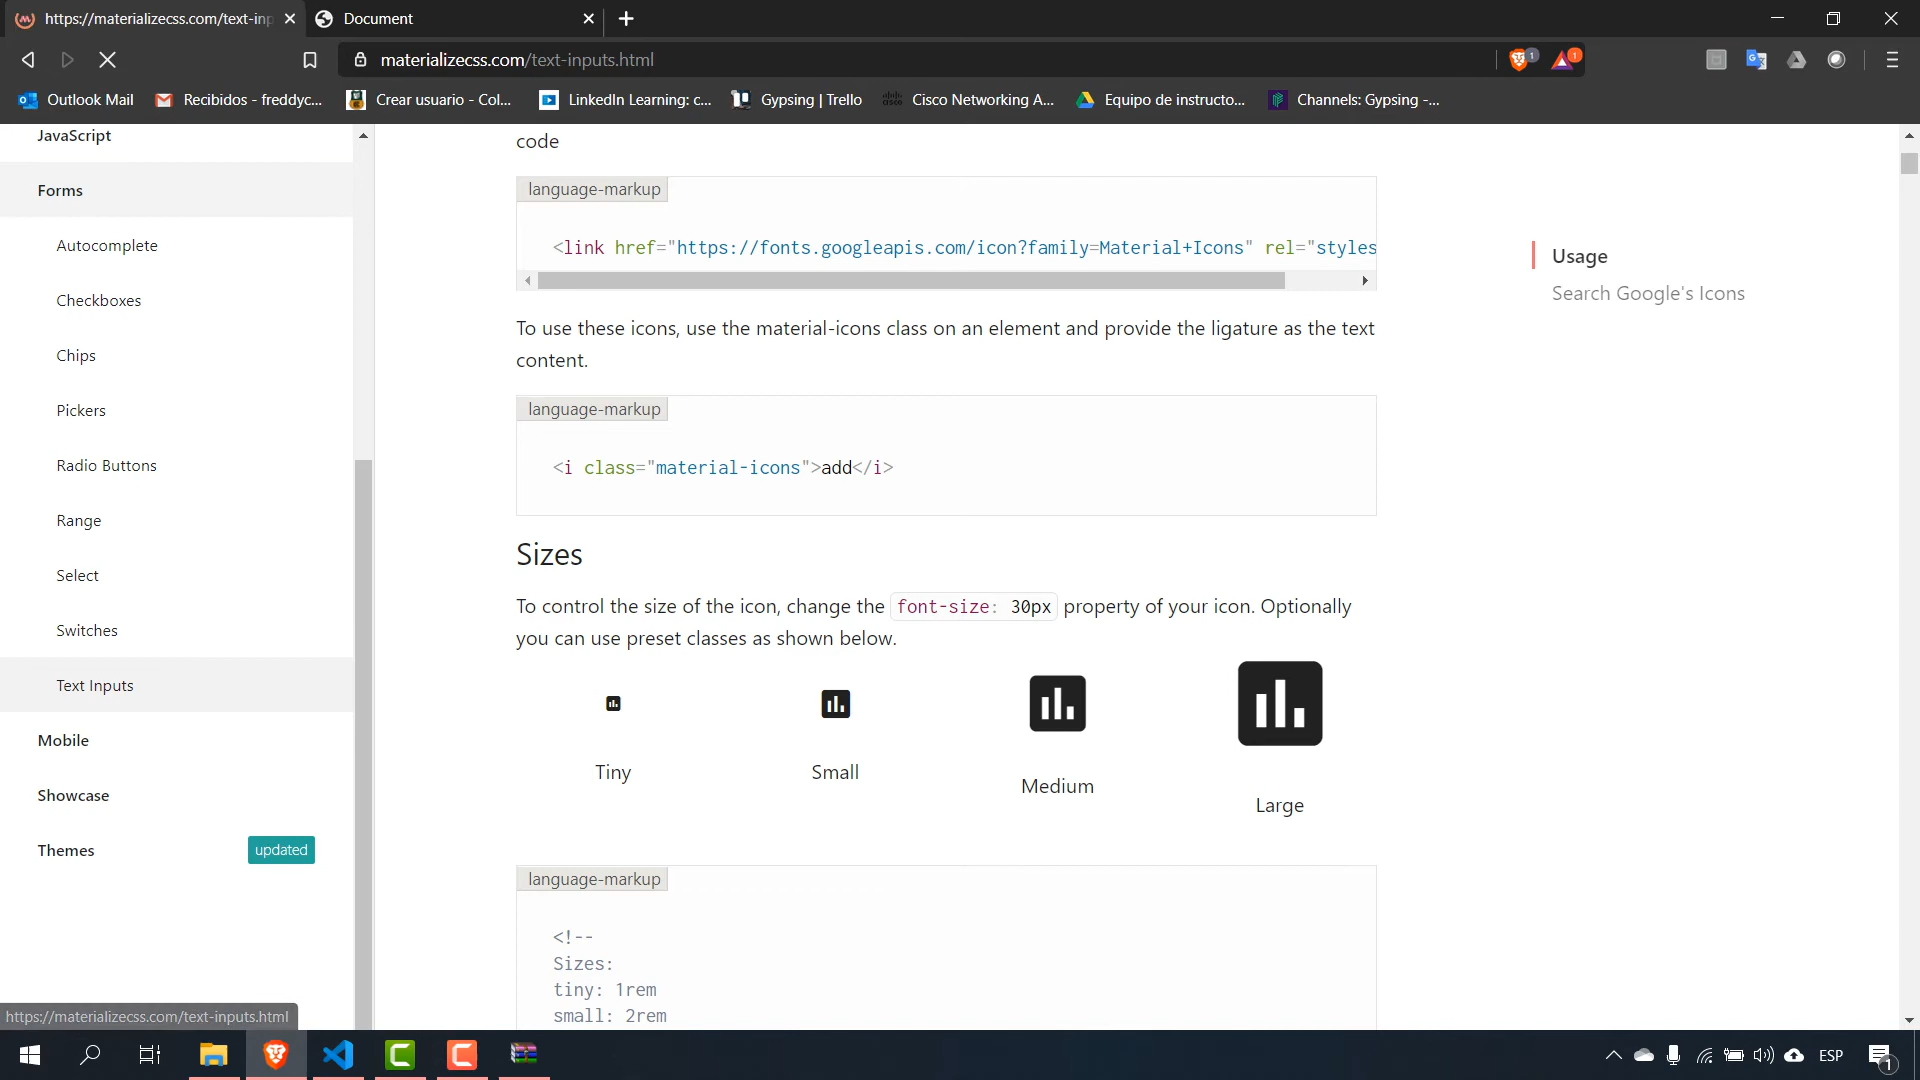 https://materializecss.com/text-inp
Document
materializecss.com/text-inputs.html
1
1
Outlook Mail
Recibidos - freddyc...
Crear usuario - Col...
LinkedIn Learning: c...
Gypsing | Trello
Cisco Networking A...
Equipo de instructo...
Channels: Gypsing -...
JavaScript
Forms
Autocomplete
Checkboxes
Chips
Pickers
Radio Buttons
Range
Select
Switches
Text Inputs
Mobile
Showcase
Themes
updated
https://materializecss.com/text-inputs.html
code
language-markup
<link href="https://fonts.googleapis.com/icon?family=Material+Icons" rel="styles
To use these icons, use the material-icons class on an element and provide the ligature as the text
content.
language-markup
<i class="material-icons">add</i>
Sizes
To control the size of the icon, change the font-size: 30px property of your icon. Optionally
you can use preset classes as shown below.
Tiny
Small
Medium
Large
language-markup
<!--
Sizes:
tiny: 1rem
small: 2rem
Usage
Search Google's Icons
ESP
1